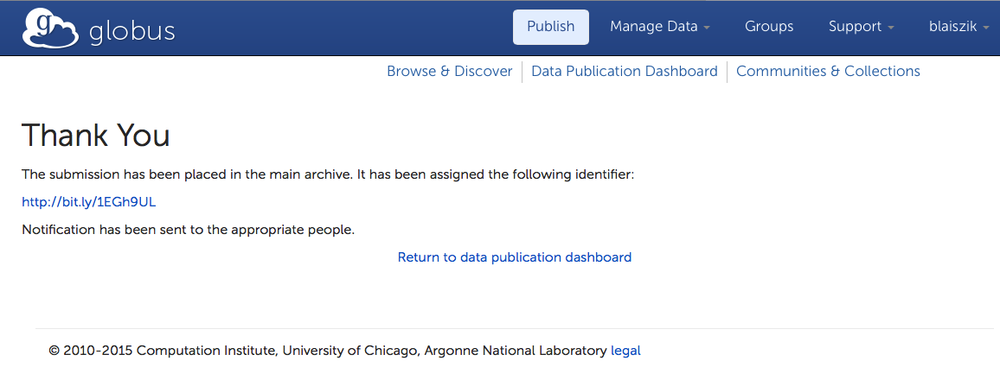 g globus
Publish Manage Data Groups Support blaiszik
Browse & Discover Data Publication Dashboard Communities & Collections
Thank You
The submission has been placed in the main archive. It has been assigned the following identifier:
http://bit.ly/1EGh9UL
Notification has been sent to the appropriate people.
Return to data publication dashboard
© 2010-2015 Computation Institute, University of Chicago, Argonne National Laboratory legal